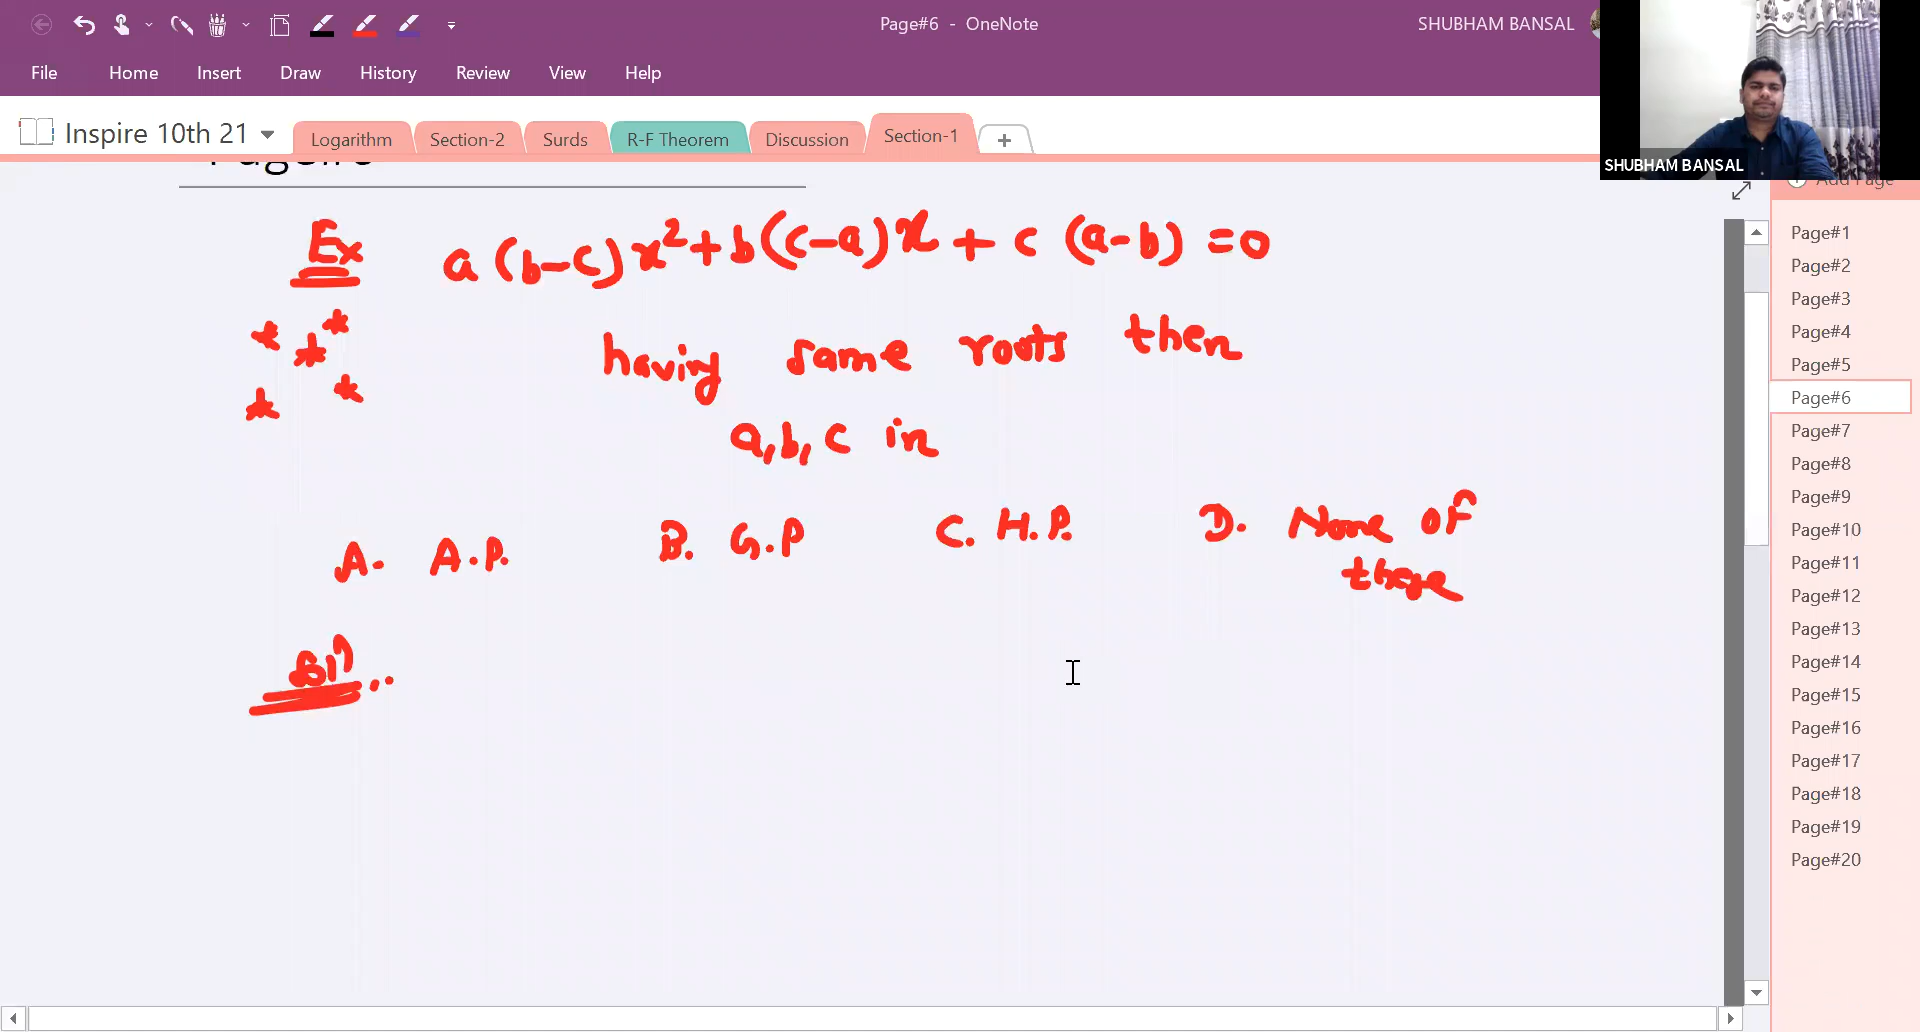 Page#6 - OneNote
SHUBHAM BANSAL
File Home Insert Draw History Review View Help
Inspire 10th 21
Logarithm Section-2 Surds R-F Theorem Discussion Section-1 +
SHUBHAM BANSAL
Add Page
Ex a(b-c)x²+b(c-a)x+c(a-b)=0
having same roots then
a,b,c in
A. A.P. B. G.P C. H.P. D. None of
these
Sol
Page#1
Page#2
Page#3
Page#4
Page#5
Page#6
Page#7
Page#8
Page#9
Page#10
Page#11
Page#12
Page#13
Page#14
Page#15
Page#16
Page#17
Page#18
Page#19
Page#20